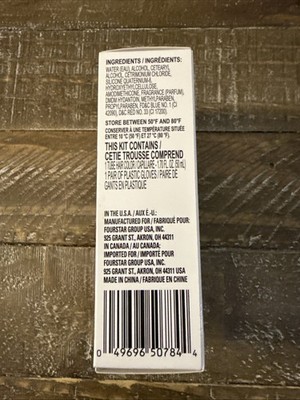 INGREDIENTS / INGRÉDIENTS:
WATER (EAU), ALCOHOL, CETEARYL
ALCOHOL, CETRIMONIUM CHLORIDE,
SILICONE QUATERNIUM-8,
HYDROXYETHYLCELLULOSE,
AMODIMETHICONE, FRAGRANCE (PARFUM),
DMDM HYDANTOIN, METHYLPARABEN,
PROPYLPARABEN, FD&C BLUE NO. 1 (CI
42090), D&C RED NO. 33 (CI 17200).
STORE BETWEEN 50°F AND 80°F
CONSERVER À UNE TEMPÉRATURE SITUÉE
ENTRE 10 °C (50 °F) ET 27 °C (80 °F).
THIS KIT CONTAINS /
CETTE TROUSSE COMPREND
1 TUBE HAIR COLOR / CAPILLAIRE - 1.76 FL OZ. (50 mL)
1 PAIR OF PLASTIC GLOVES / PAIRE DE
GANTS EN PLASTIQUE
IN THE U.S.A. / AUX É.-U.:
MANUFACTURED FOR / FABRIQUÉ POUR:
FOURSTAR GROUP USA, INC.
925 GRANT ST., AKRON, OH 44311
IN CANADA / AU CANADA:
IMPORTED FOR / IMPORTÉ POUR
FOURSTAR GROUP USA, INC.
925 GRANT ST., AKRON, OH 44311 USA
MADE IN CHINA / FABRIQUÉ EN CHINE
0 49696 50784 4